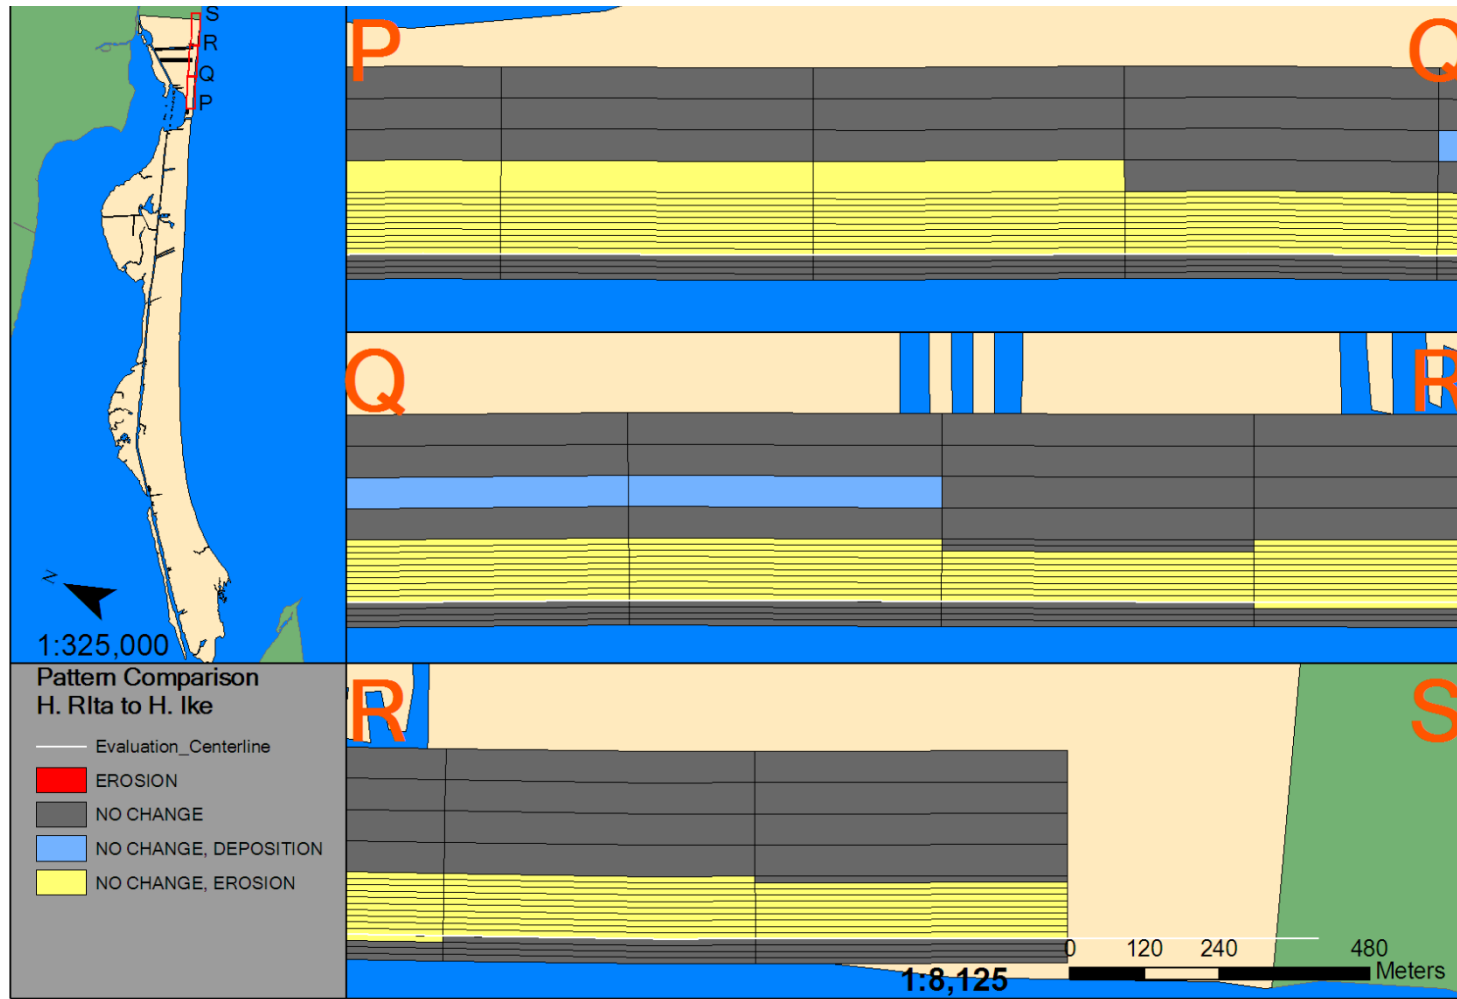 S
R
Q
P
N
1:325,000
P
Q
Q
R
R
S
Pattern Comparison
H. RIta to H. Ike
Evaluation_Centerline
EROSION
NO CHANGE
NO CHANGE, DEPOSITION
NO CHANGE, EROSION
0 120 240 480
Meters
1:8,125